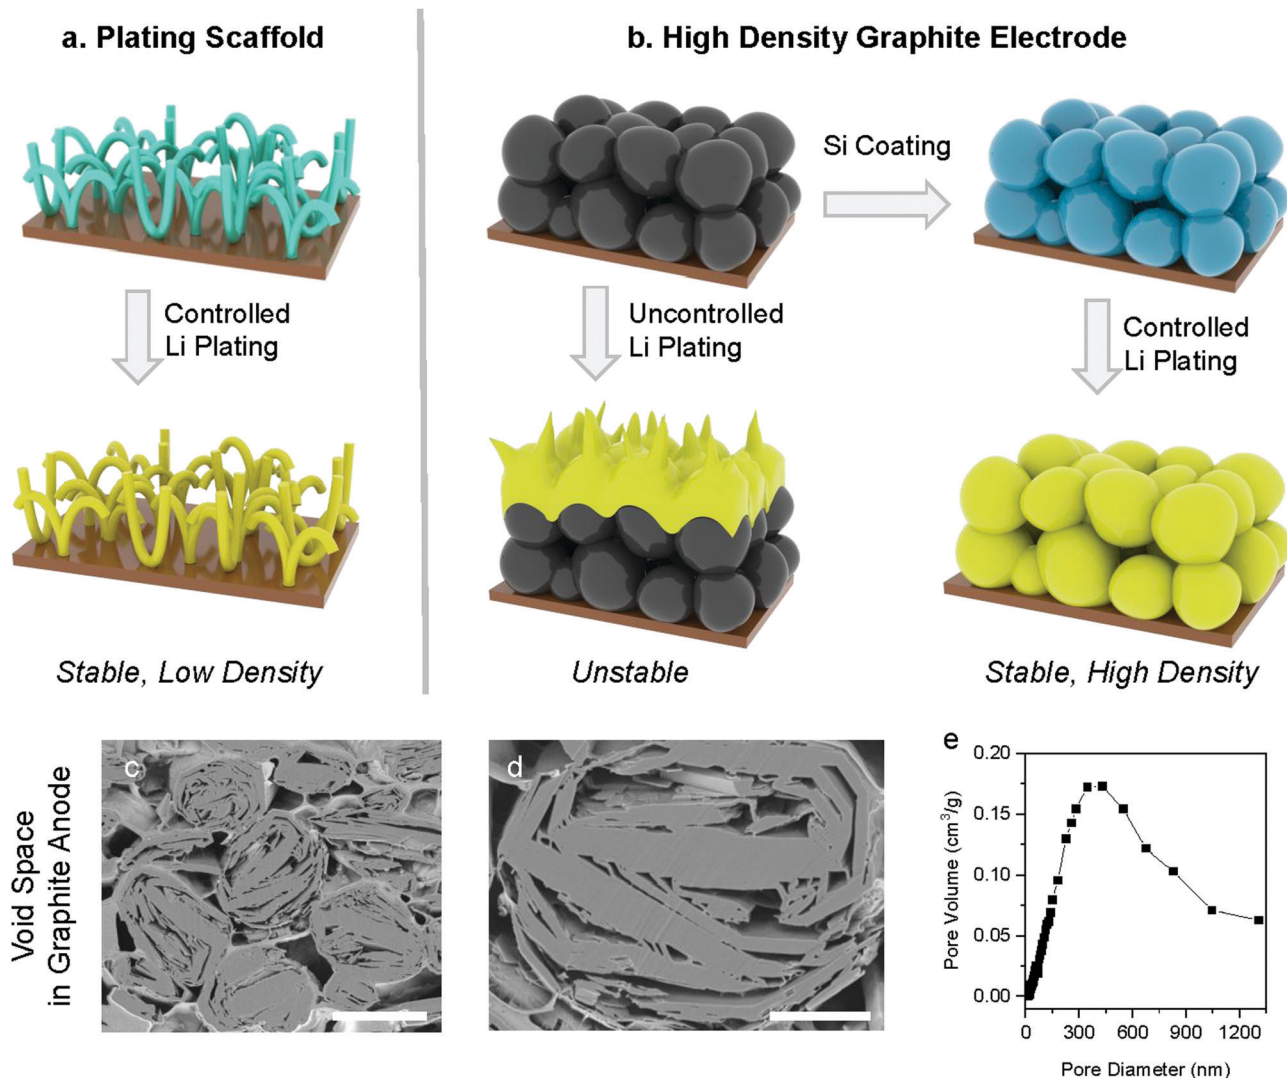 a. Plating Scaffold
b. High Density Graphite Electrode
Si Coating
Controlled
Li Plating
Uncontrolled
Li Plating
Controlled
Li Plating
Stable, Low Density
Unstable
Stable, High Density
Void Space
in Graphite Anode
c
d
e
Pore Volume (cm³/g)
0.20
0.15
0.10
0.05
0.00
0 300 600 900 1200
Pore Diameter (nm)